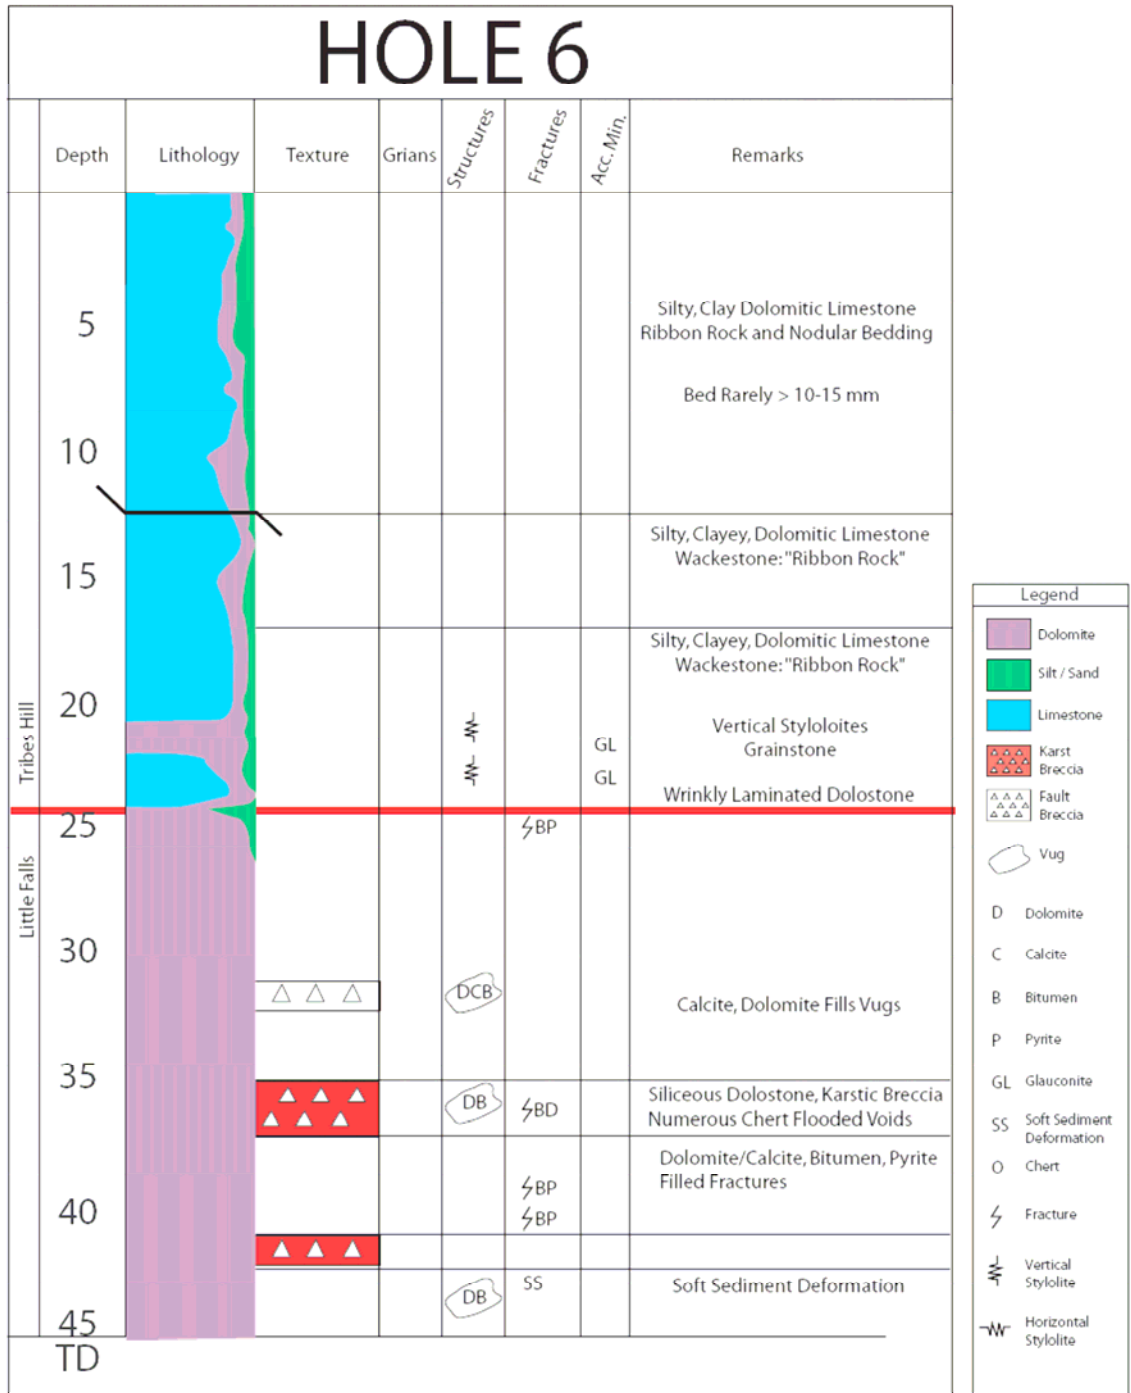 HOLE 6
Depth
Lithology
Texture
Grians
Structures
Fractures
Acc. Min.
Remarks
5
Silty, Clay Dolomitic Limestone
Ribbon Rock and Nodular Bedding
Bed Rarely > 10-15 mm
10
Silty, Clayey, Dolomitic Limestone
Wackestone: "Ribbon Rock"
15
Silty, Clayey, Dolomitic Limestone
Wackestone: "Ribbon Rock"
20
Tribes Hill
Vertical Styloloites
Grainstone
GL
GL
Wrinkly Laminated Dolostone
25
BP
Little Falls
30
DCB
Calcite, Dolomite Fills Vugs
35
DB
BD
Siliceous Dolostone, Karstic Breccia
Numerous Chert Flooded Voids
Dolomite/Calcite, Bitumen, Pyrite
Filled Fractures
BP
40
BP
DB
SS
Soft Sediment Deformation
45
TD
Legend
Dolomite
Silt / Sand
Limestone
Karst
Breccia
Fault
Breccia
Vug
D Dolomite
C Calcite
B Bitumen
P Pyrite
GL Glauconite
SS Soft Sediment
Deformation
O Chert
Fracture
Vertical
Stylolite
Horizontal
Stylolite